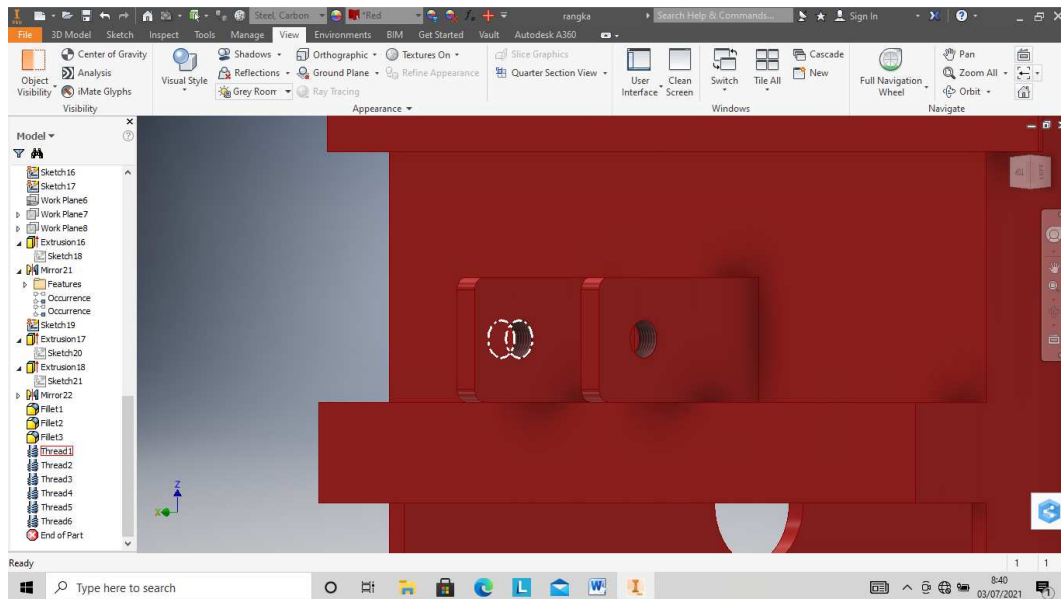 Steel, Carbon
*Red
rangka
Search Help & Commands...
Sign In
File
3D Model
Sketch
Inspect
Tools
Manage
View
Environments
BIM
Get Started
Vault
Autodesk A360
Object Visibility
Center of Gravity
Analysis
iMate Glyphs
Visibility
Visual Style
Shadows
Reflections
Grey Room
Orthographic
Ground Plane
Ray Tracing
Textures On
Refine Appearance
Appearance
Slice Graphics
Quarter Section View
User Interface
Clean Screen
Switch
Tile All
Cascade
New
Windows
Full Navigation Wheel
Pan
Zoom All
Orbit
Navigate
Model
Sketch16
Sketch17
Work Plane6
Work Plane7
Work Plane8
Extrusion16
Sketch18
Mirror21
Features
Occurrence
Occurrence
Sketch19
Extrusion17
Sketch20
Extrusion18
Sketch21
Mirror22
Fillet1
Fillet2
Fillet3
Thread1
Thread2
Thread3
Thread4
Thread5
Thread6
End of Part
Z
X
LEFT
Ready
1
1
Type here to search
8:40
03/07/2021